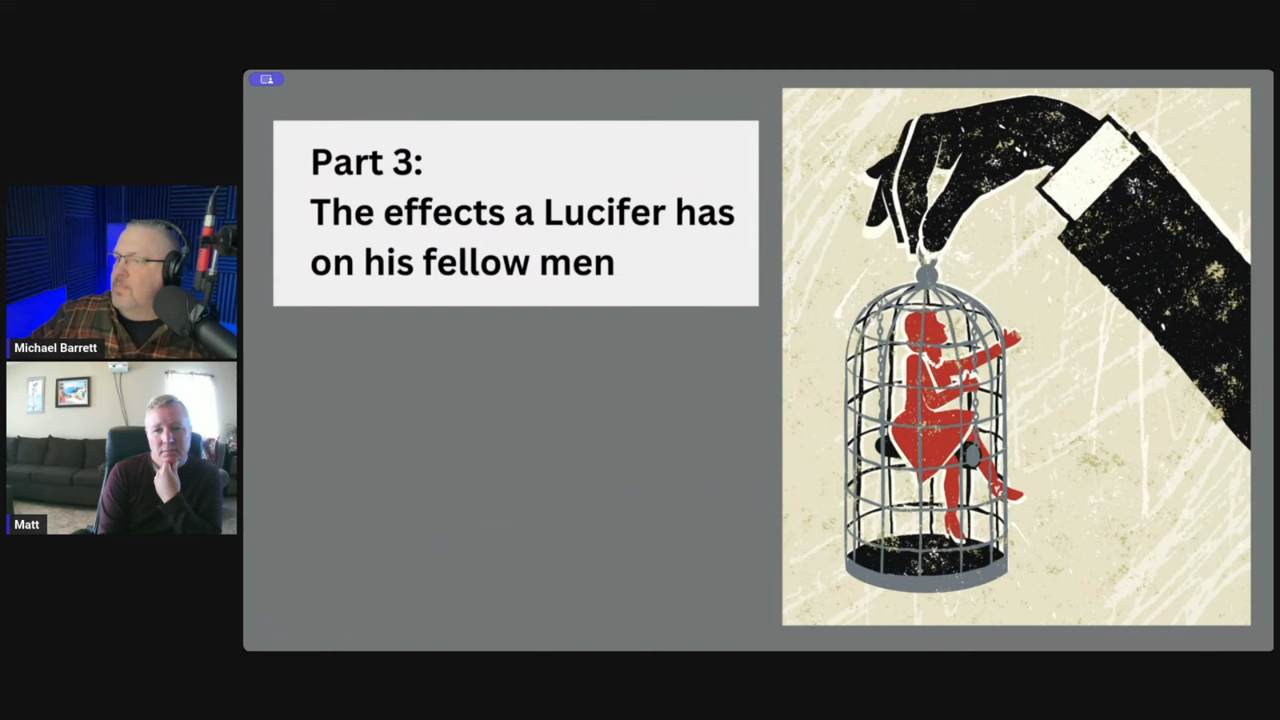 Part 3:
The effects a Lucifer has
on his fellow men
Michael Barrett
Matt